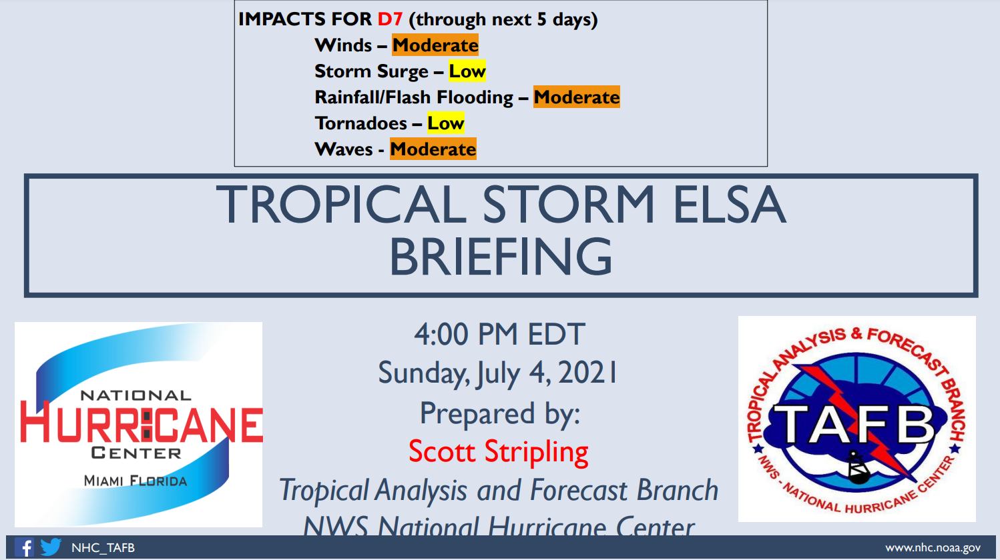 IMPACTS FOR D7 (through next 5 days)
Winds – Moderate
Storm Surge – Low
Rainfall/Flash Flooding – Moderate
Tornadoes – Low
Waves - Moderate
TROPICAL STORM ELSA
BRIEFING
4:00 PM EDT
Sunday, July 4, 2021
Prepared by:
Scott Stripling
Tropical Analysis and Forecast Branch
NWS National Hurricane Center
NATIONAL
HURRICANE
CENTER
MIAMI FLORIDA
TROPICAL ANALYSIS & FORECAST BRANCH
TAFB
NWS - NATIONAL HURRICANE CENTER
NHC_TAFB
www.nhc.noaa.gov